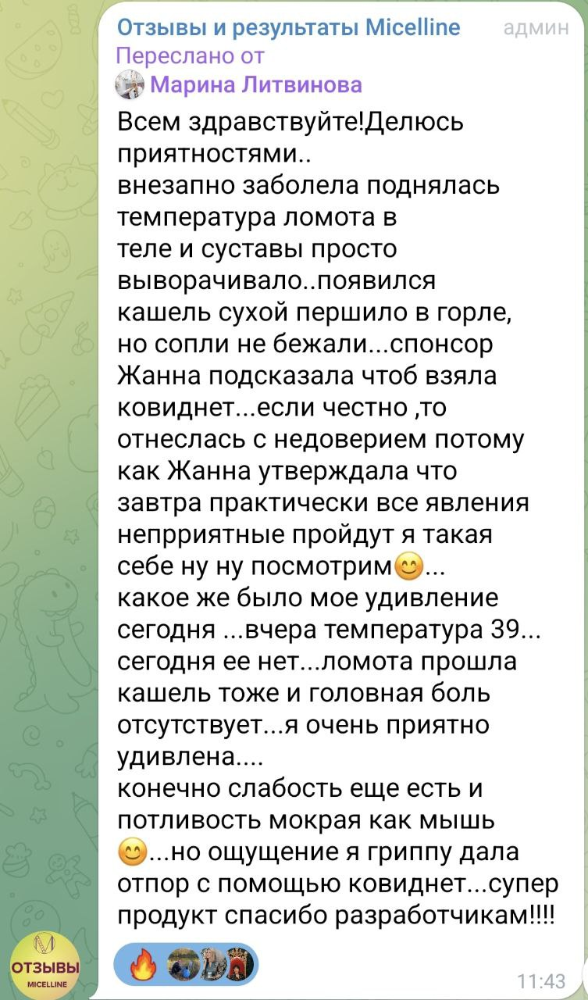 Отзывы и результаты Micelline админ
Переслано от
Марина Литвинова
Всем здравствуйте!Делюсь
приятностями..
внезапно заболела поднялась
температура ломота в
теле и суставы просто
выворачивало..появился
кашель сухой першило в горле,
но сопли не бежали...спонсор
Жанна подсказала чтоб взяла
ковиднет...если честно ,то
отнеслась с недоверием потому
как Жанна утверждала что
завтра практически все явления
непрриятные пройдут я такая
себе ну ну посмотрим😊...
какое же было мое удивление
сегодня ...вчера температура 39...
сегодня ее нет...ломота прошла
кашель тоже и головная боль
отсутствует...я очень приятно
удивлена....
конечно слабость еще есть и
потливость мокрая как мышь
😊...но ощущение я гриппу дала
отпор с помощью ковиднет...супер
продукт спасибо разработчикам!!!!
11:43
ОТЗЫВЫ
MICELLINE